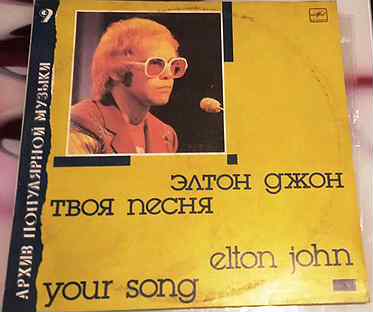 9
АРХИВ ПОПУЛЯРНОЙ МУЗЫКИ
ЭЛТОН ДЖОН
ТВОЯ ПЕСНЯ
elton john
your song